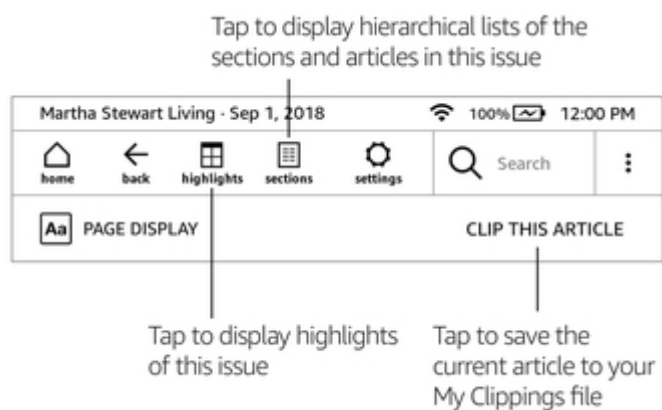 Tap to display hierarchical lists of the
sections and articles in this issue
Martha Stewart Living - Sep 1, 2018 100% 12:00 PM
home back highlights sections settings Search
Aa PAGE DISPLAY CLIP THIS ARTICLE
Tap to display highlights
of this issue
Tap to save the
current article to your
My Clippings file